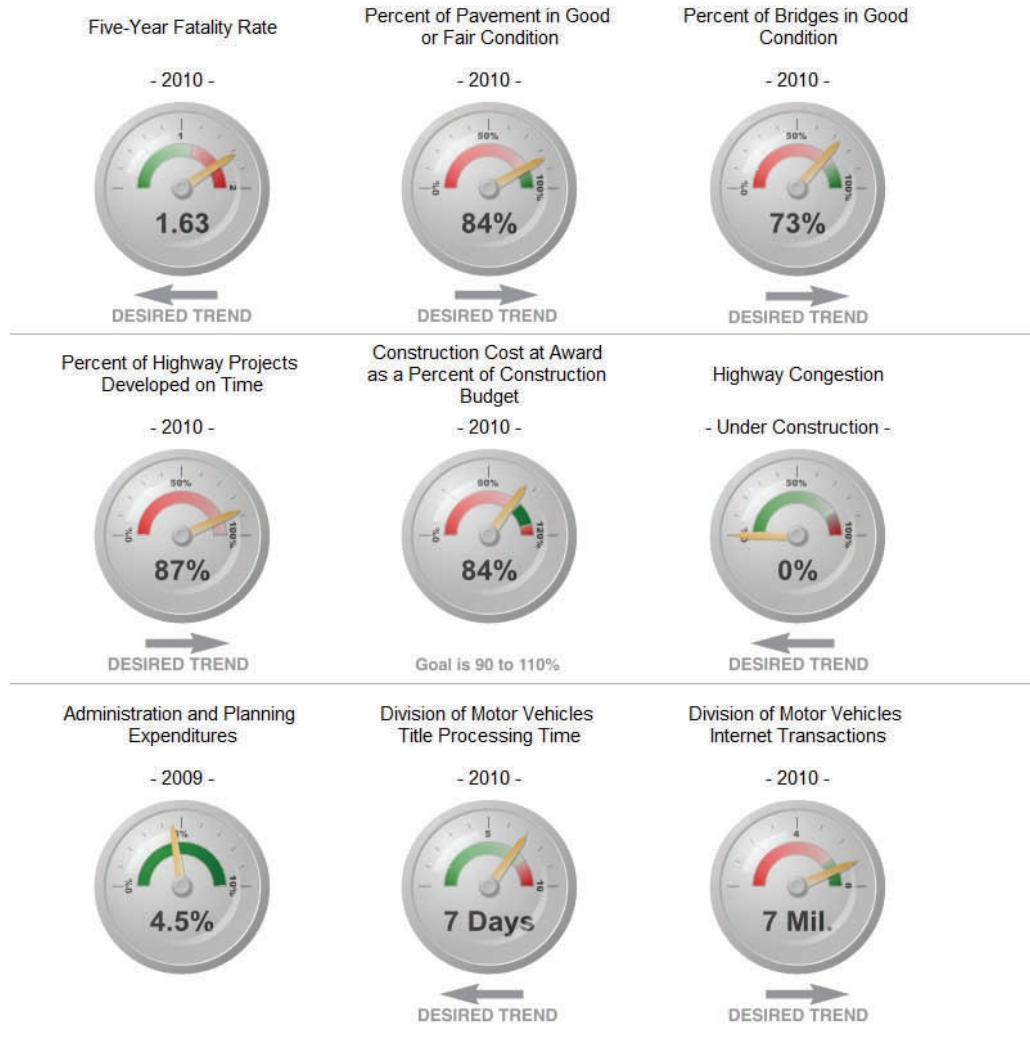 Five-Year Fatality Rate
- 2010 -
1
2
1.63
DESIRED TREND
Percent of Pavement in Good
or Fair Condition
- 2010 -
0%
50%
100%
84%
DESIRED TREND
Percent of Bridges in Good
Condition
- 2010 -
0%
50%
100%
73%
DESIRED TREND
Percent of Highway Projects
Developed on Time
- 2010 -
0%
50%
100%
87%
DESIRED TREND
Construction Cost at Award
as a Percent of Construction
Budget
- 2010 -
0%
60%
120%
84%
Goal is 90 to 110%
Highway Congestion
- Under Construction -
50%
100%
0%
DESIRED TREND
Administration and Planning
Expenditures
- 2009 -
0%
10%
4.5%
Division of Motor Vehicles
Title Processing Time
- 2010 -
5
10
7 Days
DESIRED TREND
Division of Motor Vehicles
Internet Transactions
- 2010 -
4
8
7 Mil.
DESIRED TREND